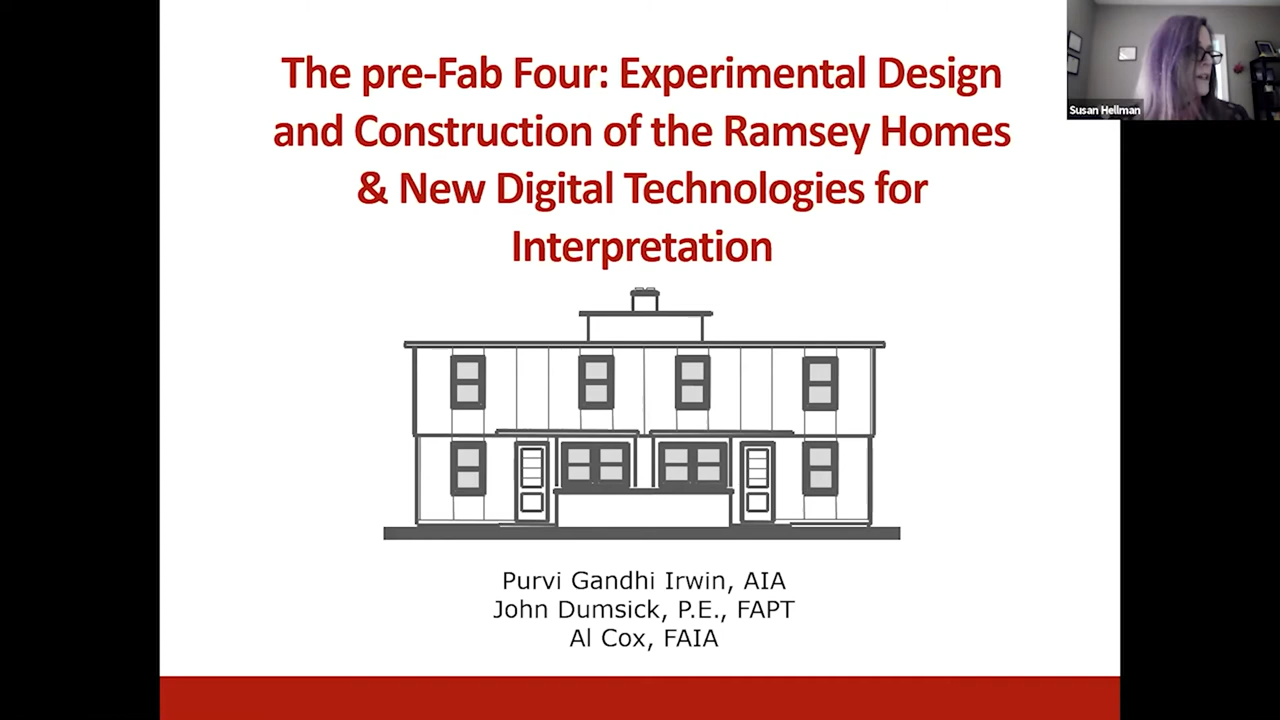 The pre-Fab Four: Experimental Design
and Construction of the Ramsey Homes
& New Digital Technologies for
Interpretation
Susan Hellman
Purvi Gandhi Irwin, AIA
John Dumsick, P.E., FAPT
Al Cox, FAIA